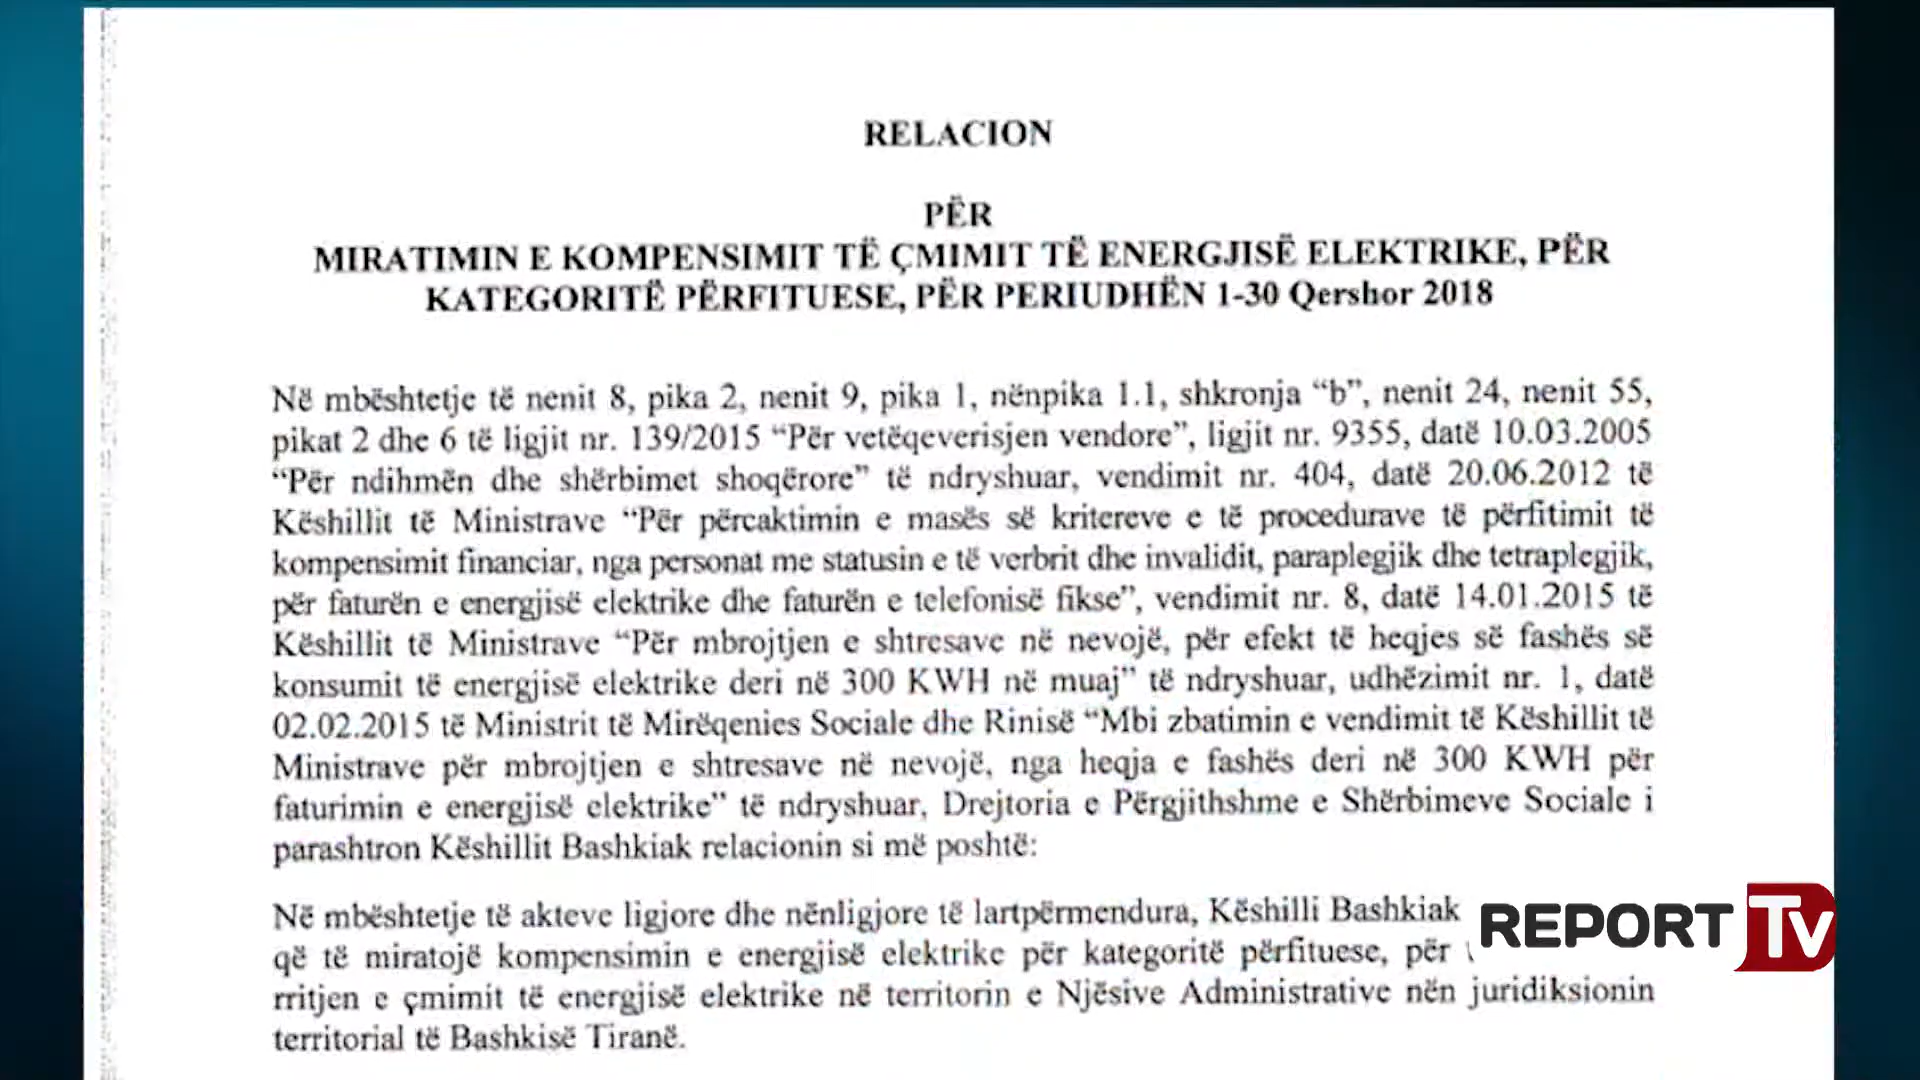 RELACION
PËR
MIRATIMIN E KOMPENSIMIT TË ÇMIMIT TË ENERGJISË ELEKTRIKE, PËR
KATEGORITË PËRFITUESE, PËR PERIUDHËN 1-30 Qershor 2018
Në mbështetje të nenit 8, pika 2, nenit 9, pika 1, nënpika 1.1, shkronja “b”, nenit 24, nenit 55,
pikat 2 dhe 6 të ligjit nr. 139/2015 “Për vetëqeverisjen vendore”, ligjit nr. 9355, datë 10.03.2005
“Për ndihmën dhe shërbimet shoqërore” të ndryshuar, vendimit nr. 404, datë 20.06.2012 të
Këshillit të Ministrave “Për përcaktimin e masës së kritereve e të procedurave të përfitimit të
kompensimit financiar, nga personat me statusin e të verbrit dhe invalidit, paraplegjik dhe tetraplegjik,
për faturën e energjisë elektrike dhe faturën e telefonisë fikse”, vendimit nr. 8, datë 14.01.2015 të
Këshillit të Ministrave “Për mbrojtjen e shtresave në nevojë, për efekt të heqjes së fashës së
konsumit të energjisë elektrike deri në 300 KWH në muaj” të ndryshuar, udhëzimit nr. 1, datë
02.02.2015 të Ministrit të Mirëqenies Sociale dhe Rinisë “Mbi zbatimin e vendimit të Këshillit të
Ministrave për mbrojtjen e shtresave në nevojë, nga heqja e fashës deri në 300 KWH për
faturimin e energjisë elektrike” të ndryshuar, Drejtoria e Përgjithshme e Shërbimeve Sociale i
parashtron Këshillit Bashkiak relacionin si më poshtë:
Në mbështetje të akteve ligjore dhe nënligjore të lartpërmendura, Këshilli Bashkiak
që të miratojë kompensimin e energjisë elektrike për kategoritë përfituese, për
rritjen e çmimit të energjisë elektrike në territorin e Njësive Administrative nën juridiksionin
territorial të Bashkisë Tiranë.
REPORT Tv